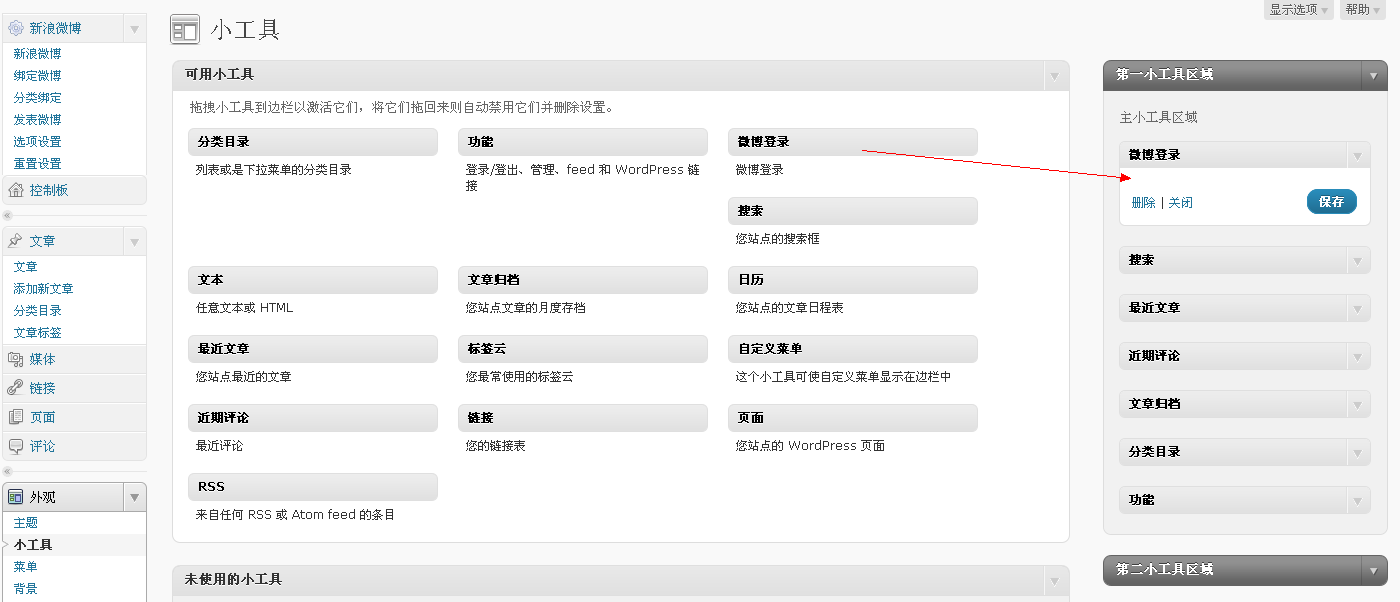 显示选项
帮助
新浪微博
新浪微博
绑定微博
分类绑定
发表微博
选项设置
重置设置
控制板
文章
文章
添加新文章
分类目录
文章标签
媒体
链接
页面
评论
外观
主题
小工具
菜单
背景
小工具
可用小工具
拖拽小工具到边栏以激活它们，将它们拖回来则自动禁用它们并删除设置。
分类目录
列表或是下拉菜单的分类目录
功能
登录/登出、管理、feed 和 WordPress 链
接
微博登录
微博登录
搜索
您站点的搜索框
文本
任意文本或 HTML
文章归档
您站点文章的月度存档
日历
您站点的文章日程表
最近文章
您站点最近的文章
标签云
您最常使用的标签云
自定义菜单
这个小工具可使自定义菜单显示在边栏中
近期评论
最近评论
链接
您的链接表
页面
您站点的 WordPress 页面
RSS
来自任何 RSS 或 Atom feed 的条目
未使用的小工具
第一小工具区域
主小工具区域
微博登录
删除 | 关闭
保存
搜索
最近文章
近期评论
文章归档
分类目录
功能
第二小工具区域